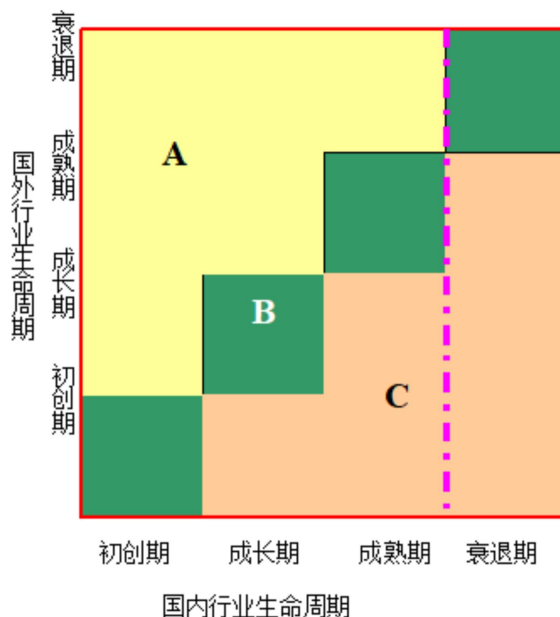 衰退期
成熟期
成长期
初创期
国外行业生命周期
A
B
C
初创期
成长期
成熟期
衰退期
国内行业生命周期